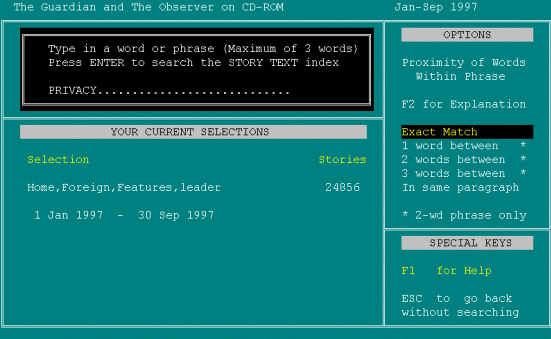 The Guardian and The Observer on CD-ROM
Jan-Sep 1997
Type in a word or phrase (Maximum of 3 words)
Press ENTER to search the STORY TEXT index
PRIVACY............................
YOUR CURRENT SELECTIONS
Selection Stories
Home,Foreign,Features,leader 24856
1 Jan 1997 - 30 Sep 1997
OPTIONS
Proximity of Words
Within Phrase
F2 for Explanation
Exact Match
1 word between *
2 words between *
3 words between *
In same paragraph
* 2-wd phrase only
SPECIAL KEYS
F1 for Help
ESC to go back
without searching